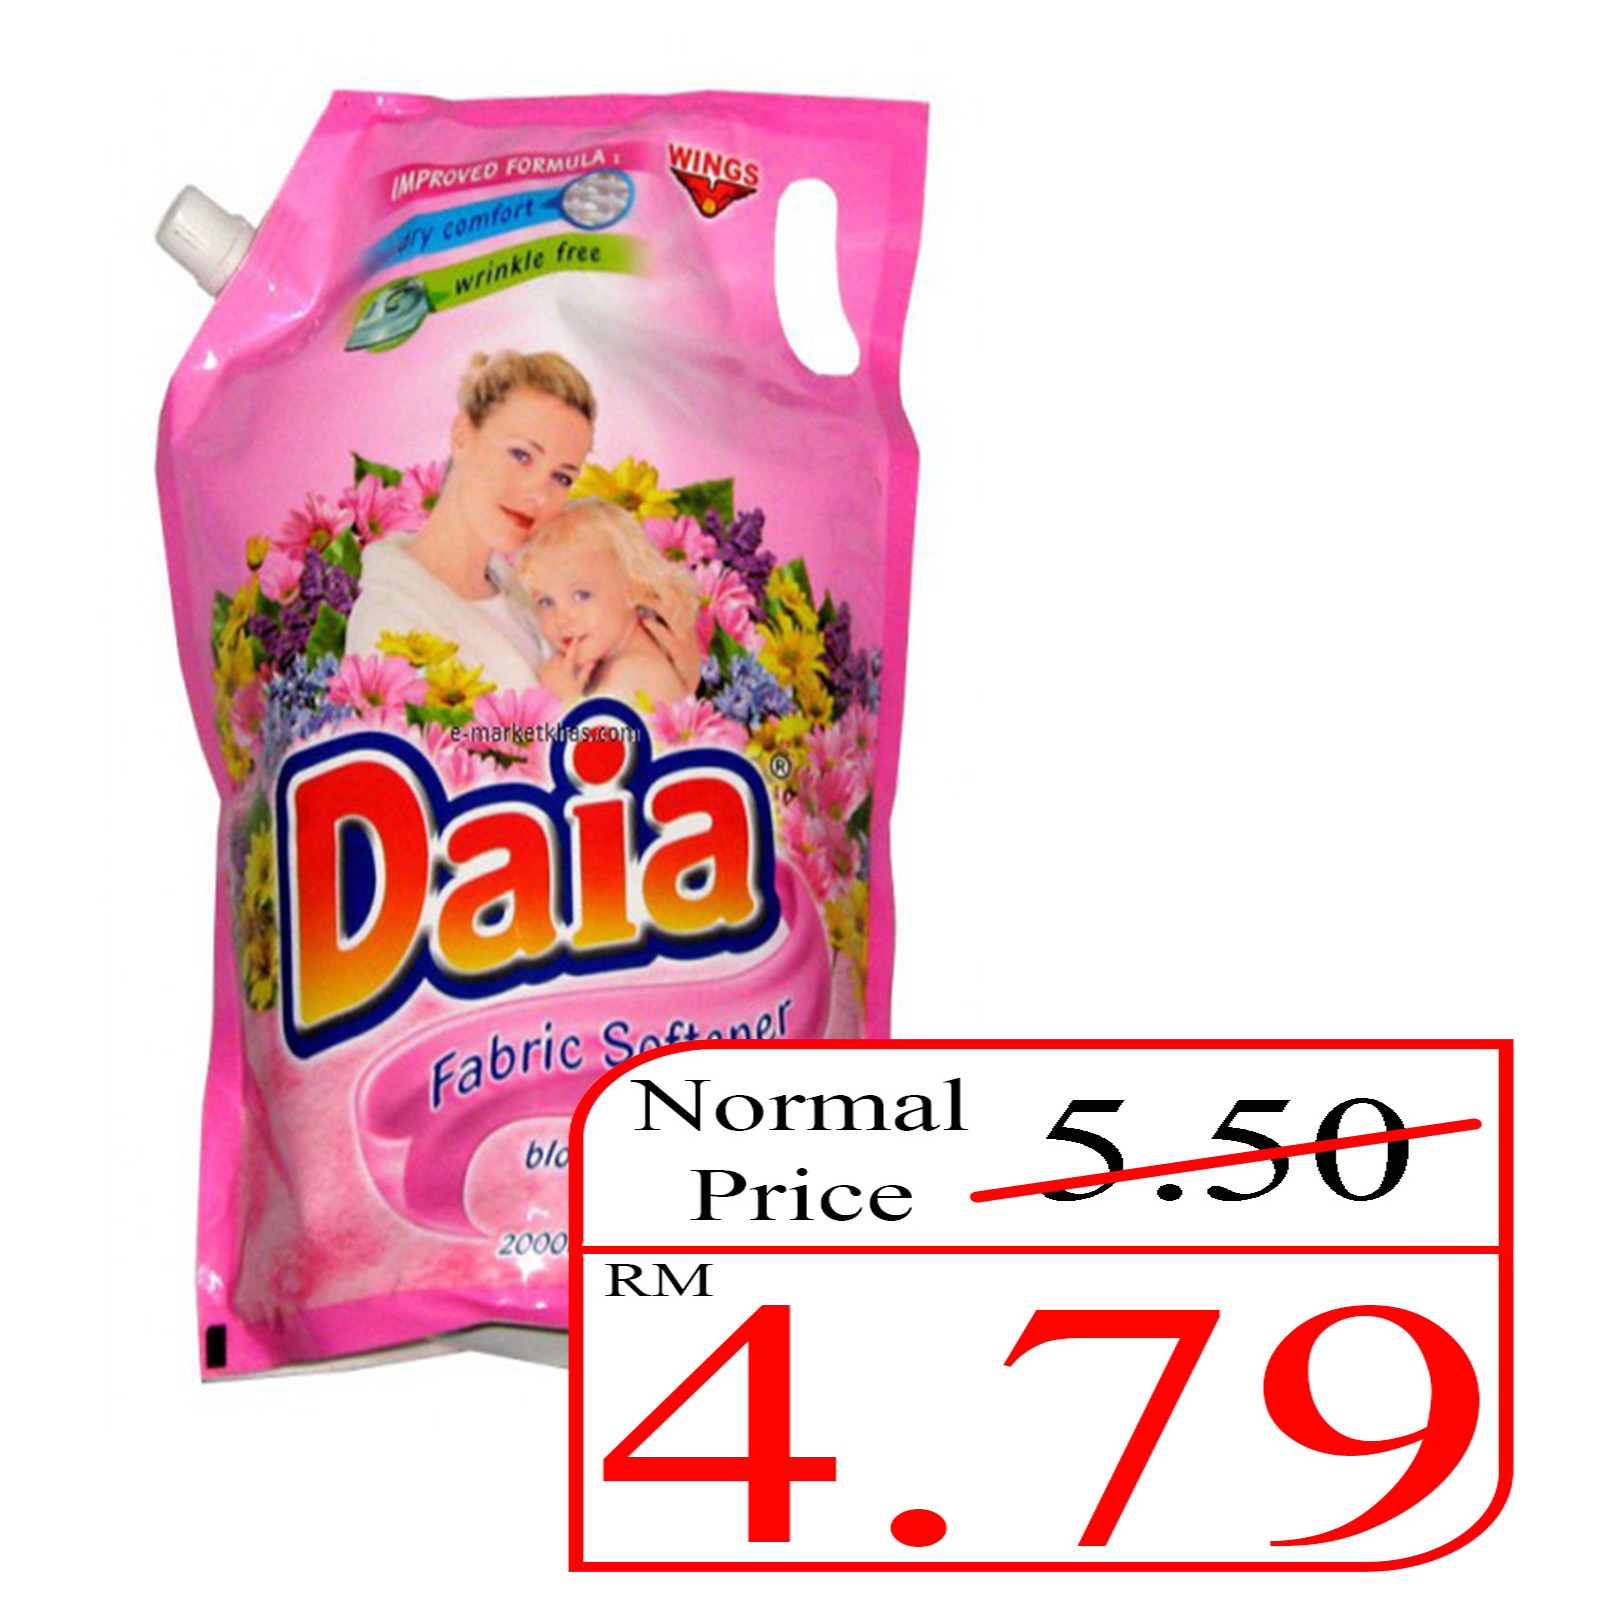 IMPROVED FORMULA
WINGS
dry comfort
wrinkle free
e-marketkhas.com
Daia®
Fabric Softener
Normal
Price
5.50
RM
4.79